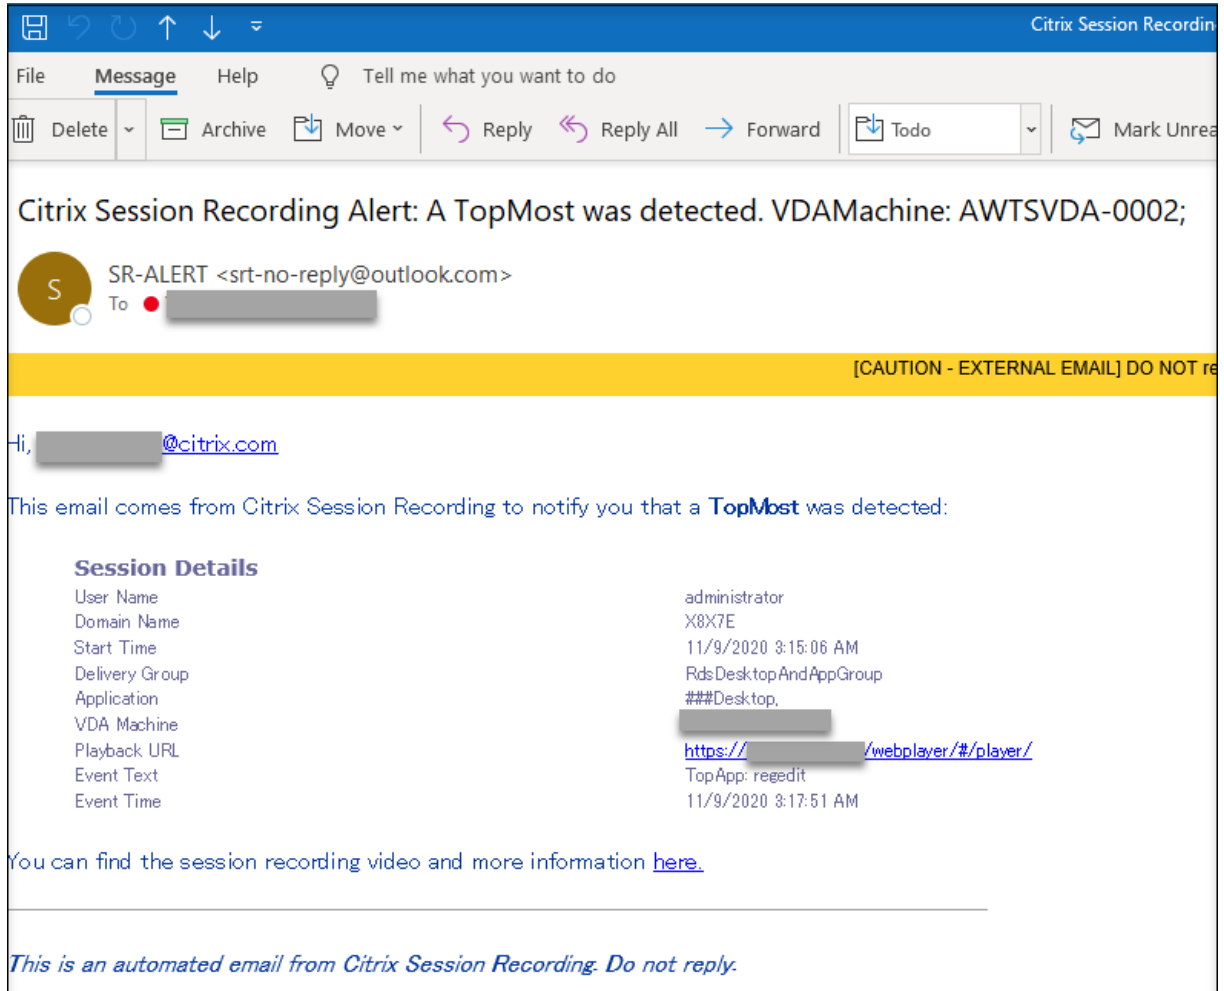 Citrix Session Recordin
File Message Help Tell me what you want to do
Delete Archive Move Reply Reply All Forward Todo Mark Unrea
Citrix Session Recording Alert: A TopMost was detected. VDAMachine: AWTSVDA-0002;
S
SR-ALERT <srt-no-reply@outlook.com>
To
[CAUTION - EXTERNAL EMAIL] DO NOT re
Hi, @citrix.com
This email comes from Citrix Session Recording to notify you that a TopMost was detected:
Session Details
User Name administrator
Domain Name X8X7E
Start Time 11/9/2020 3:15:06 AM
Delivery Group RdsDesktopAndAppGroup
Application ###Desktop,
VDA Machine
Playback URL https:// /webplayer/#/player/
Event Text TopApp: regedit
Event Time 11/9/2020 3:17:51 AM
You can find the session recording video and more information here.
This is an automated email from Citrix Session Recording. Do not reply.